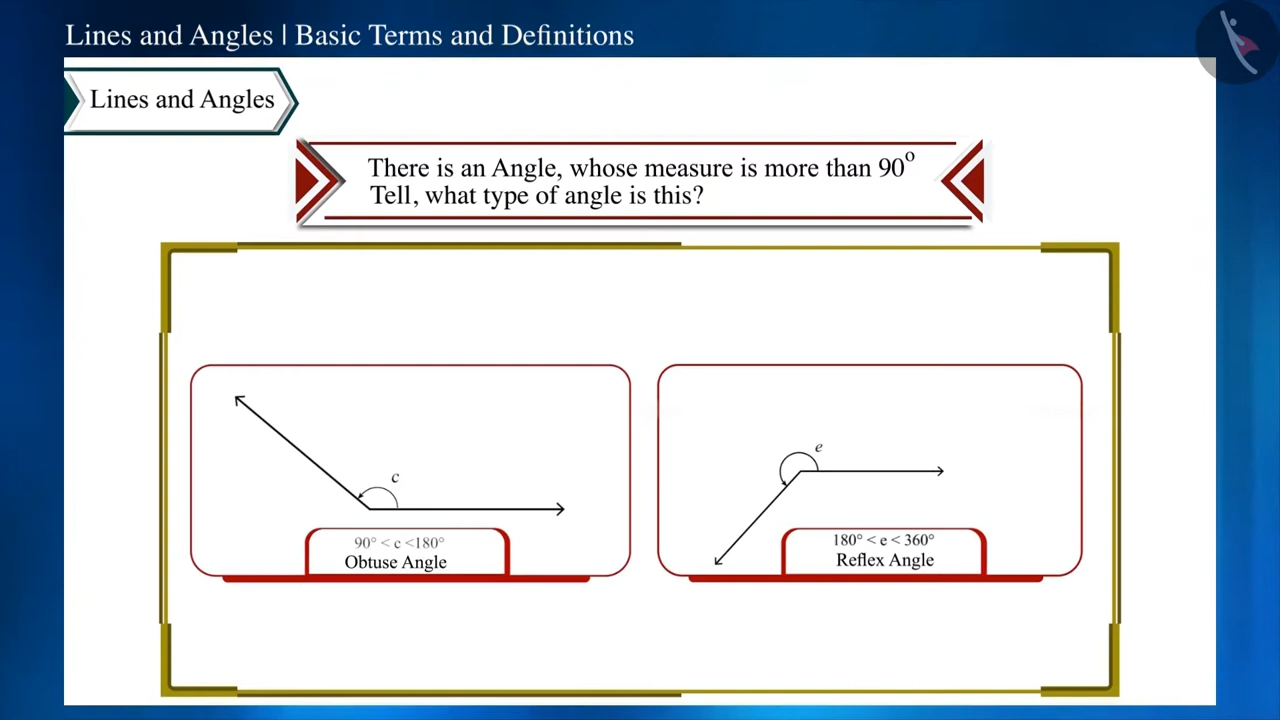 Lines and Angles | Basic Terms and Definitions
Lines and Angles
There is an Angle, whose measure is more than 90°
Tell, what type of angle is this?
c
90° < c <180°
Obtuse Angle
e
180° < e < 360°
Reflex Angle